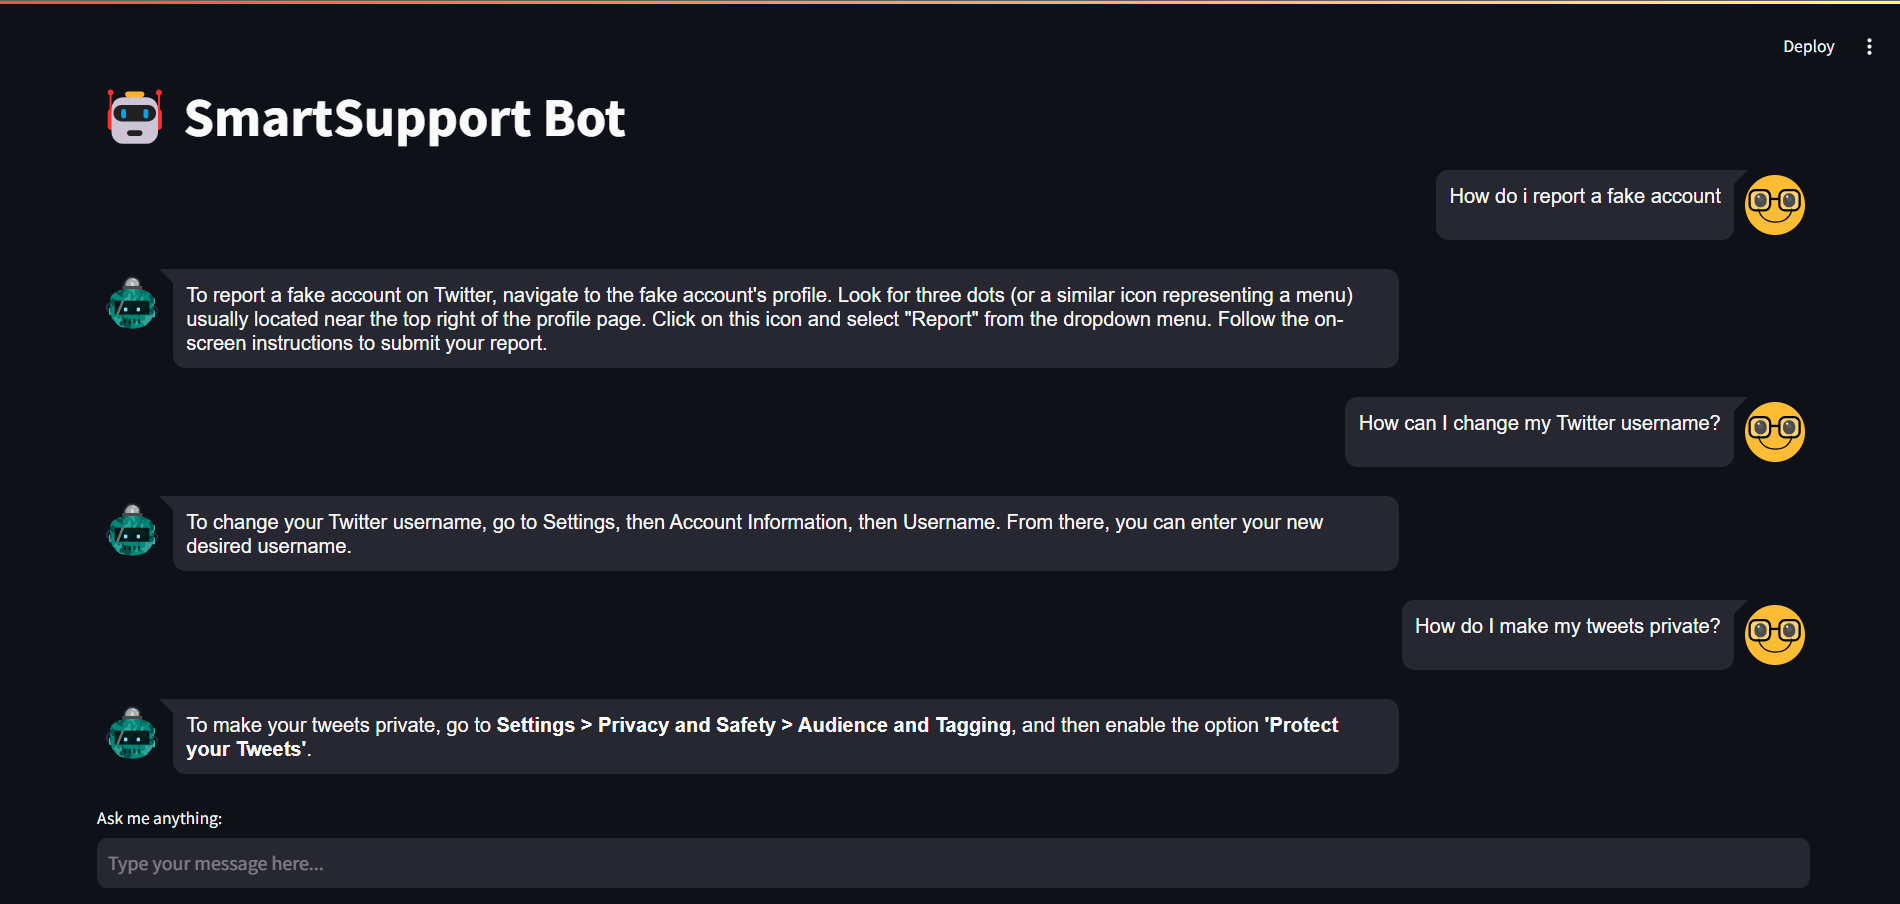 Deploy
SmartSupport Bot
How do i report a fake account
To report a fake account on Twitter, navigate to the fake account's profile. Look for three dots (or a similar icon representing a menu)
usually located near the top right of the profile page. Click on this icon and select "Report" from the dropdown menu. Follow the on-
screen instructions to submit your report.
How can I change my Twitter username?
To change your Twitter username, go to Settings, then Account Information, then Username. From there, you can enter your new
desired username.
How do I make my tweets private?
To make your tweets private, go to Settings > Privacy and Safety > Audience and Tagging, and then enable the option 'Protect
your Tweets'.
Ask me anything:
Type your message here...